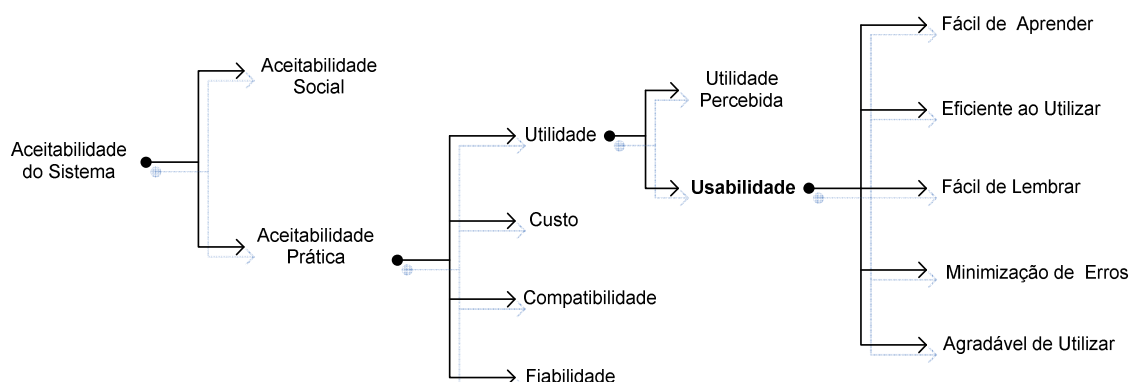 Aceitabilidade
do Sistema
Aceitabilidade
Social
Aceitabilidade
Prática
Utilidade
Custo
Compatibilidade
Fiabilidade
Utilidade
Percebida
Usabilidade
Fácil de Aprender
Eficiente ao Utilizar
Fácil de Lembrar
Minimização de Erros
Agradável de Utilizar